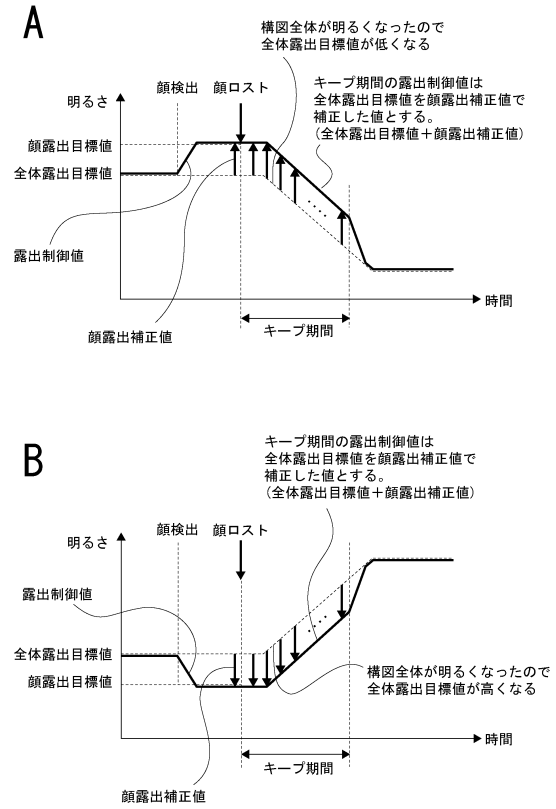 A
構図全体が明るくなったので
全体露出目標値が低くなる
顔検出
顔ロスト
キープ期間の露出制御値は
全体露出目標値を顔露出補正値で
補正した値とする。
（全体露出目標値＋顔露出補正値）
明るさ
顔露出目標値
全体露出目標値
露出制御値
時間
顔露出補正値
キープ期間
B
キープ期間の露出制御値は
全体露出目標値を顔露出補正値で
補正した値とする。
（全体露出目標値＋顔露出補正値）
顔検出
顔ロスト
明るさ
露出制御値
全体露出目標値
顔露出目標値
構図全体が明るくなったので
全体露出目標値が高くなる
時間
キープ期間
顔露出補正値